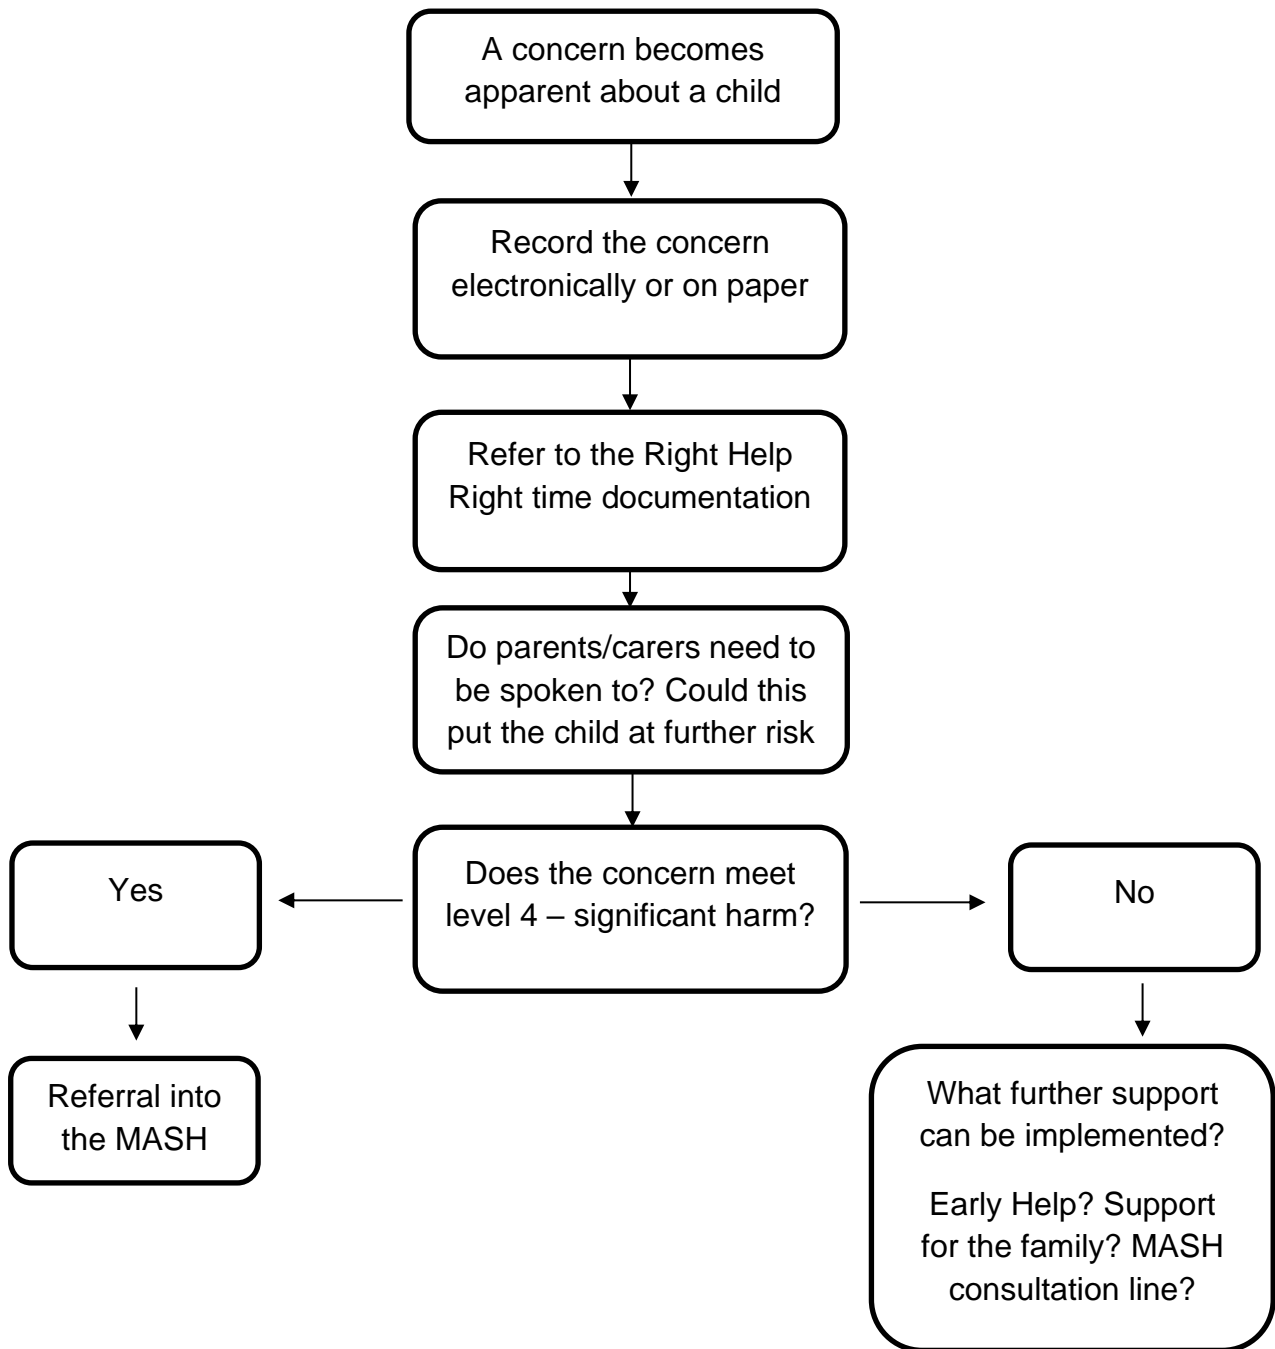 A concern becomes
apparent about a child
Record the concern
electronically or on paper
Refer to the Right Help
Right time documentation
Do parents/carers need to
be spoken to? Could this
put the child at further risk
Does the concern meet
level 4 – significant harm?
Yes
No
Referral into
the MASH
What further support
can be implemented?
Early Help? Support
for the family? MASH
consultation line?